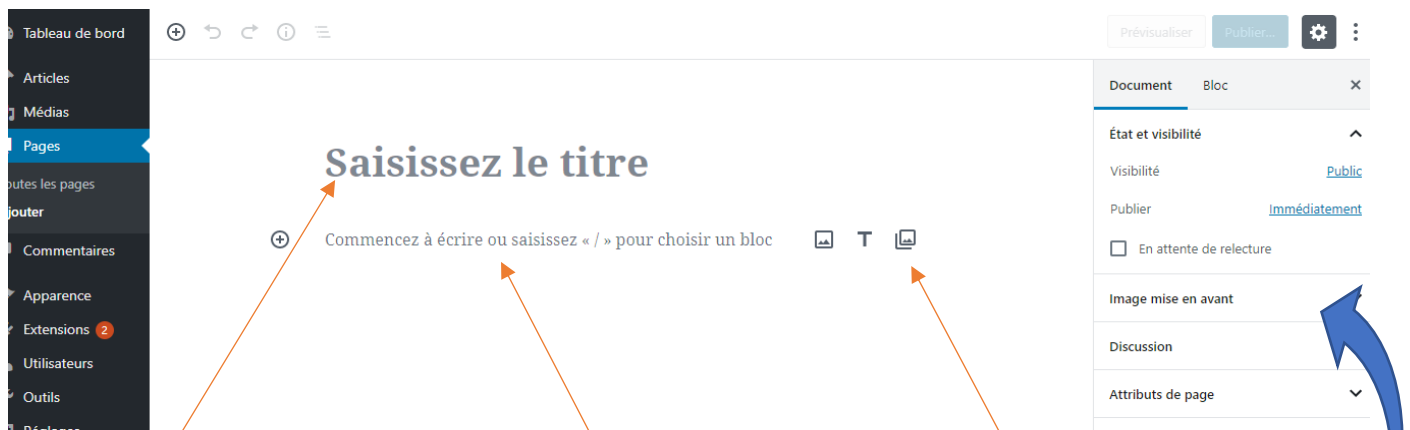 Tableau de bord
Articles
Médias
Pages
outes les pages
jouter
Commentaires
Apparence
Extensions 2
Utilisateurs
Outils
Prévisualiser
Publier...
Saisissez le titre
Commencez à écrire ou saisissez « / » pour choisir un bloc
T
Document Bloc
État et visibilité
Visibilité Public
Publier Immédiatement
En attente de relecture
Image mise en avant
Discussion
Attributs de page